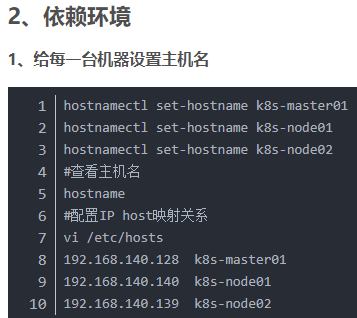 2、依赖环境
1、给每一台机器设置主机名
1 hostnamectl set-hostname k8s-master01
2 hostnamectl set-hostname k8s-node01
3 hostnamectl set-hostname k8s-node02
4 #查看主机名
5 hostname
6 #配置IP host映射关系
7 vi /etc/hosts
8 192.168.140.128  k8s-master01
9 192.168.140.140  k8s-node01
10 192.168.140.139  k8s-node02